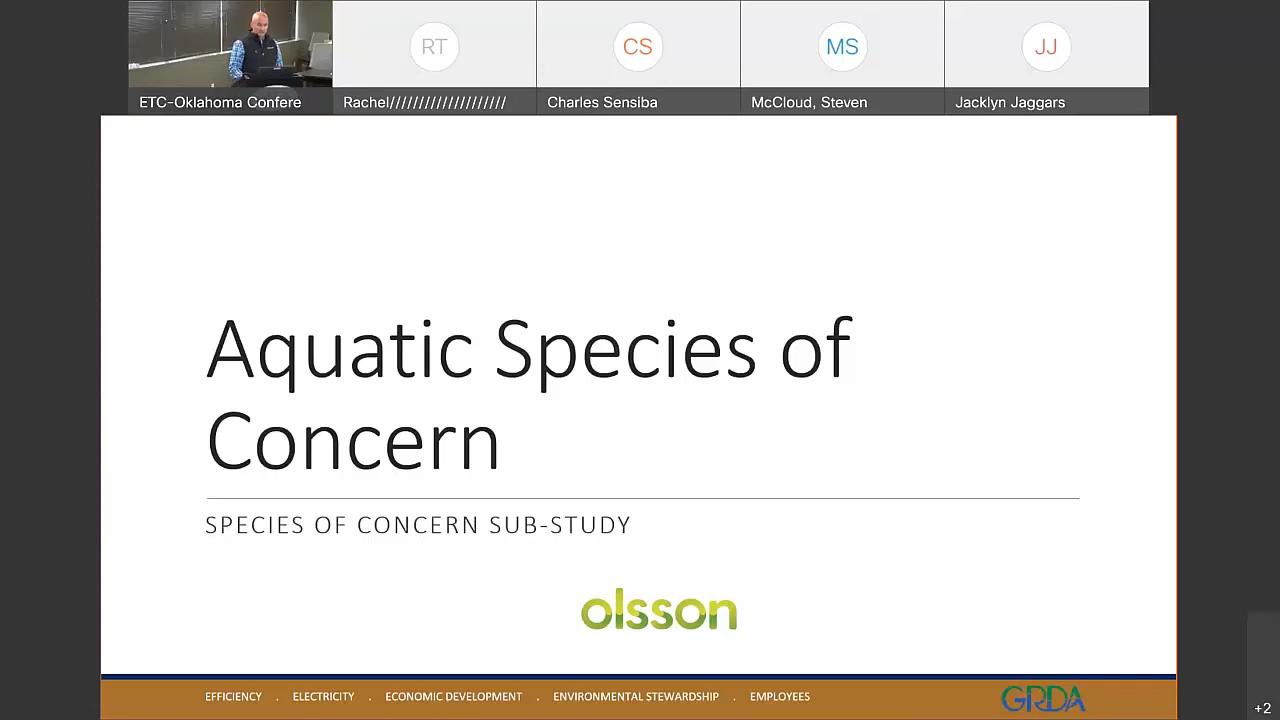 RT
CS
MS
JJ
ETC-Oklahoma Confere
Rachel////////////////////
Charles Sensiba
McCloud, Steven
Jacklyn Jaggars
Aquatic Species of
Concern
SPECIES OF CONCERN SUB-STUDY
olsson
EFFICIENCY . ELECTRICITY . ECONOMIC DEVELOPMENT . ENVIRONMENTAL STEWARDSHIP . EMPLOYEES
GRDA
+2